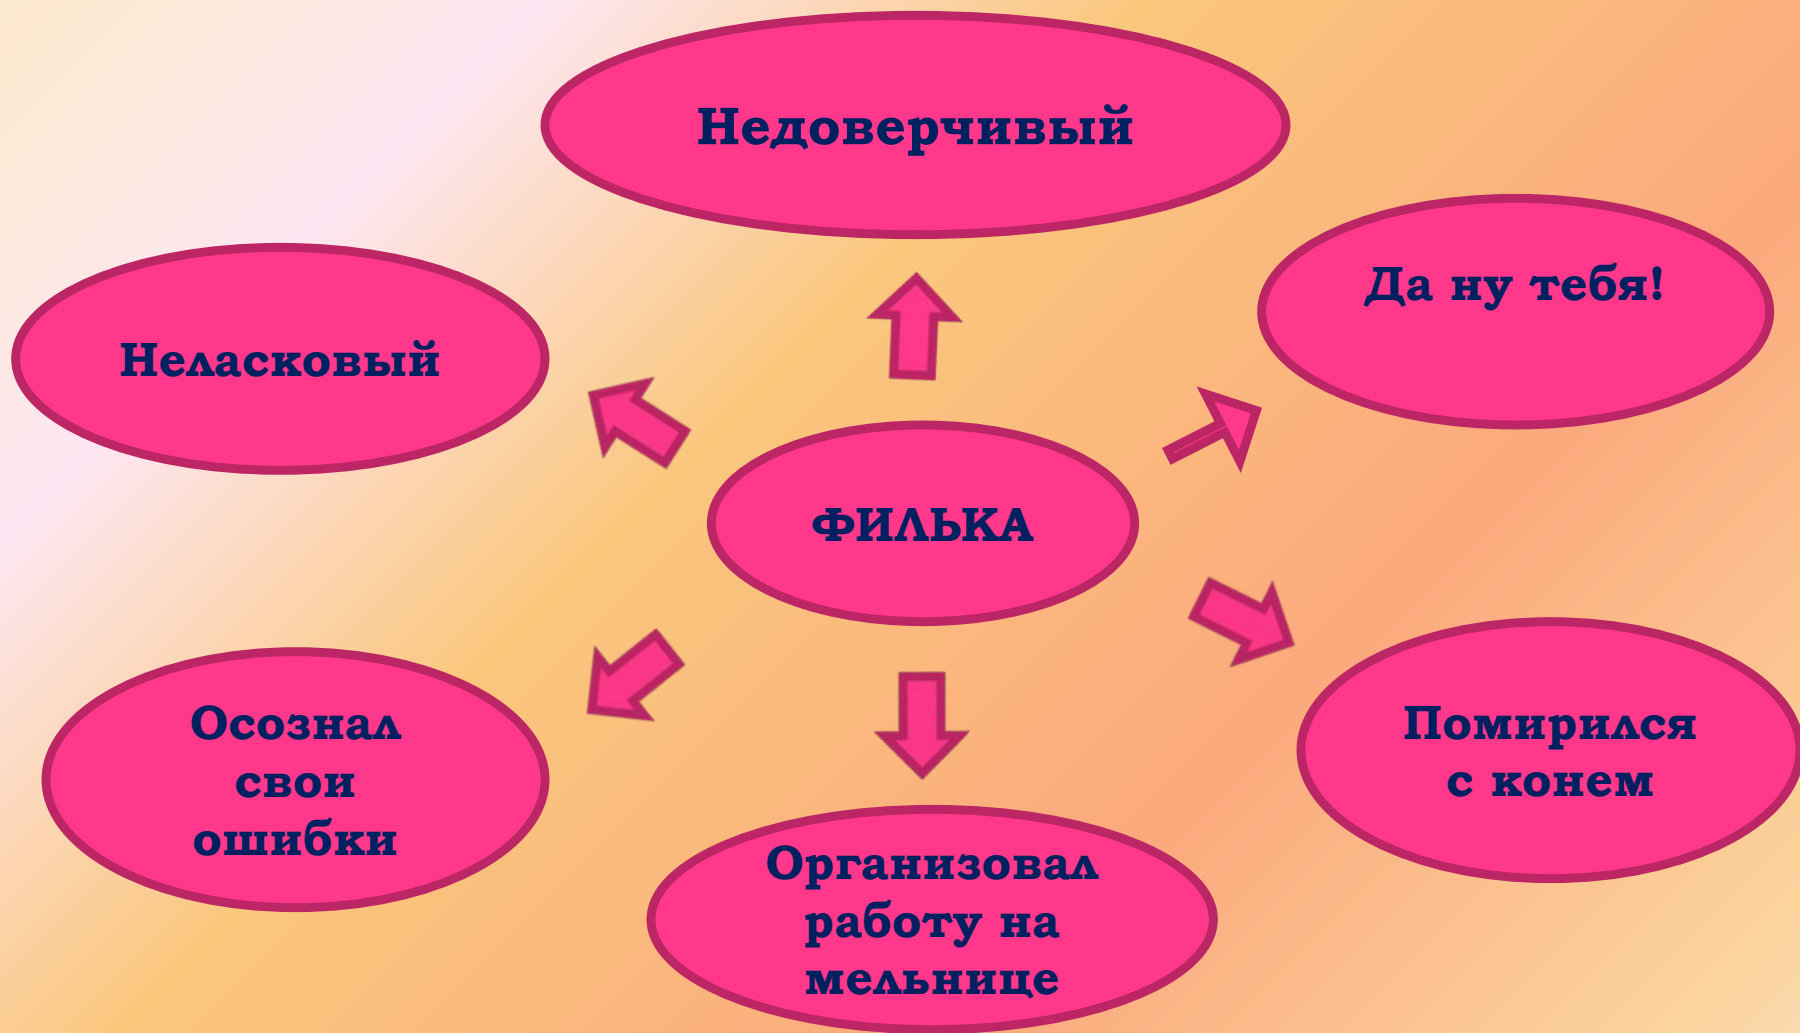 Недоверчивый
Да ну тебя!
Неласковый
ФИЛЬКА
Осознал
свои
ошибки
Помирился
с конем
Организовал
работу на
мельнице